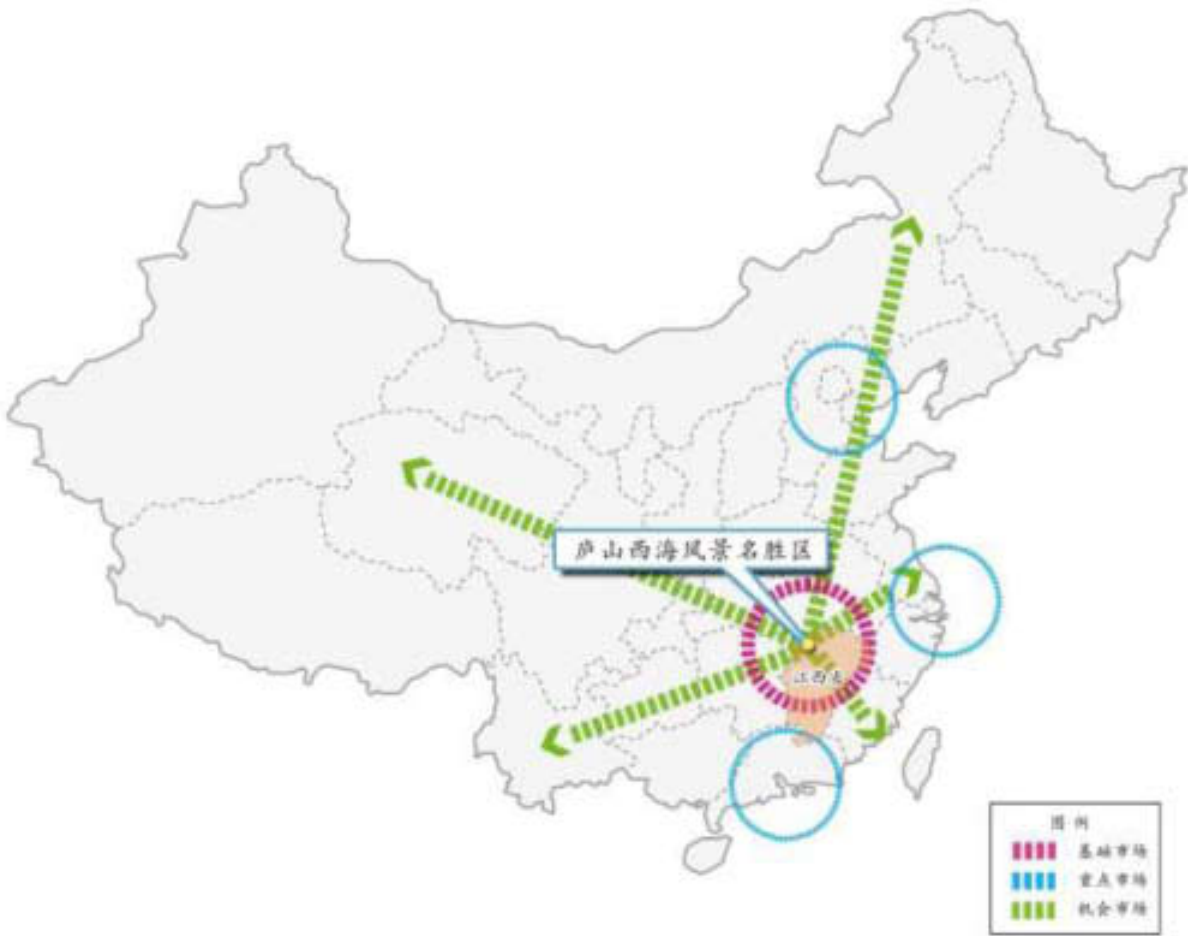 庐山西海风景名胜区
江西省
图例
基础市场
重点市场
机会市场